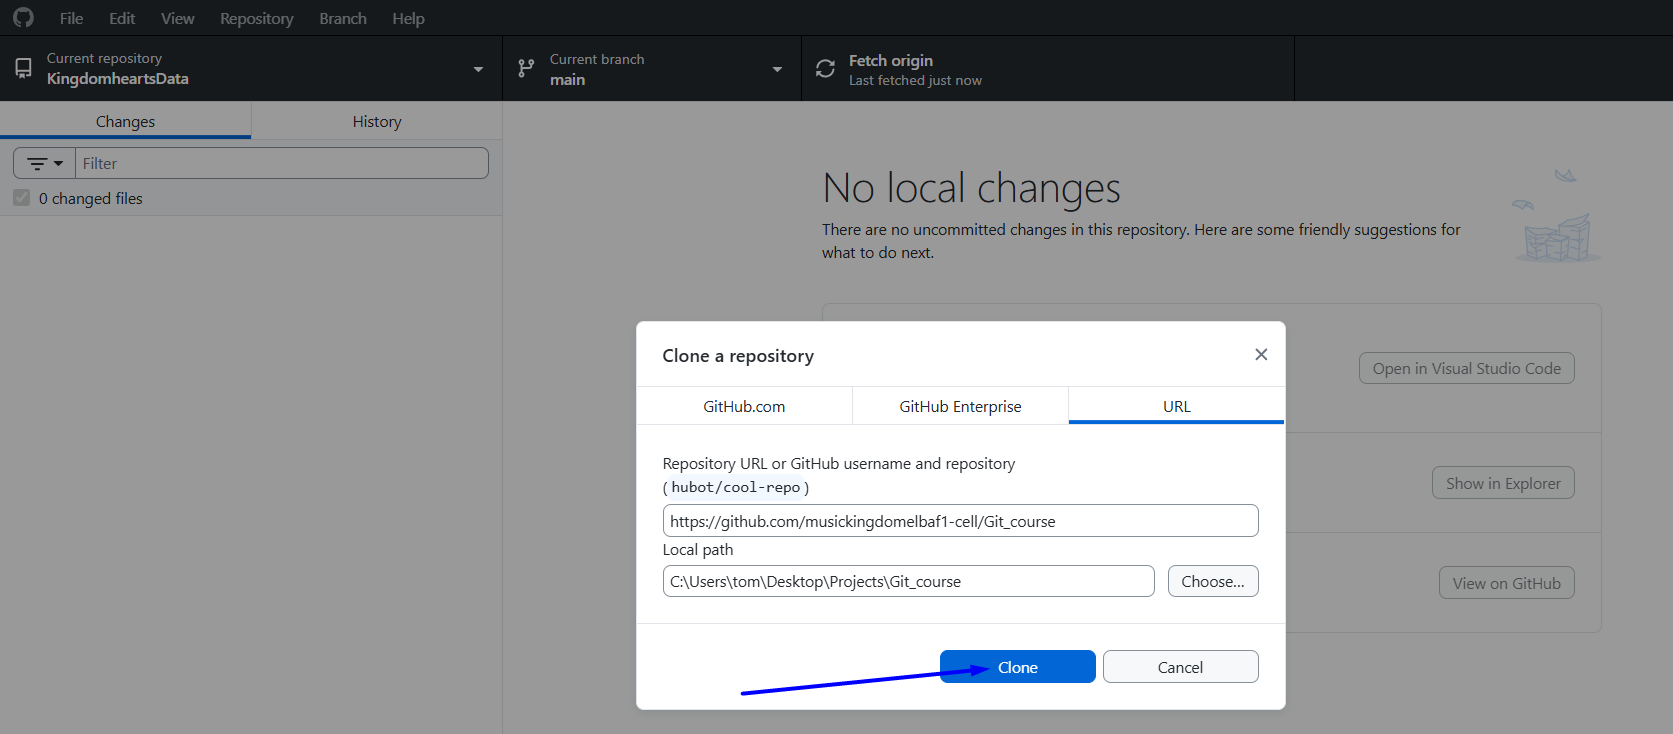 File Edit View Repository Branch Help
Current repository
KingdomheartsData
Current branch
main
Fetch origin
Last fetched just now
Changes
History
Filter
0 changed files
No local changes
There are no uncommitted changes in this repository. Here are some friendly suggestions for
what to do next.
Open in Visual Studio Code
Show in Explorer
View on GitHub
Clone a repository
GitHub.com
GitHub Enterprise
URL
Repository URL or GitHub username and repository
(hubot/cool-repo)
https://github.com/musickingdomelbaf1-cell/Git_course
Local path
C:\Users\tom\Desktop\Projects\Git_course
Choose...
Clone
Cancel